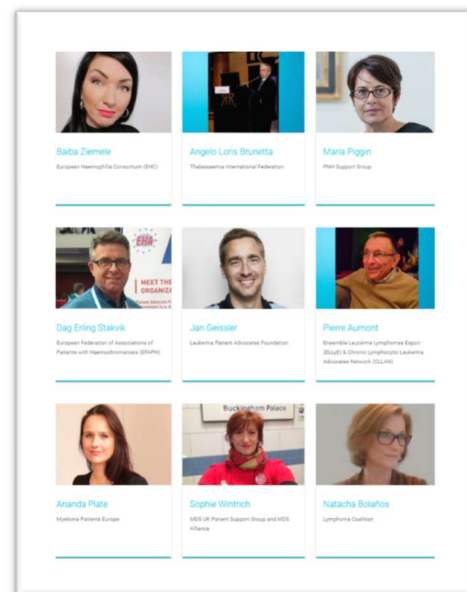 Baiba Ziemele
European Haemophilia Consortium (EHC)
Angelo Loris Brunetta
Thalassaemia International Federation
Maria Piggin
PNH Support Group
EHA
MEET THE
ORGANIZA
Dag Erling Stakvik
European Federation of Associations of
Patients with Haemochromatosis (EFAPH)
Jan Geissler
Leukemia Patient Advocates Foundation
Pierre Aumont
Ensemble Leucémie Lymphomes Espoir
(ELLyE) & Chronic Lymphocytic Leukemia
Advocates Network (CLLAN)
Buckingham Palace
Ananda Plate
Myeloma Patients Europe
Sophie Wintrich
MDS UK Patient Support Group and MDS
Alliance
Natacha Bolaños
Lymphoma Coalition